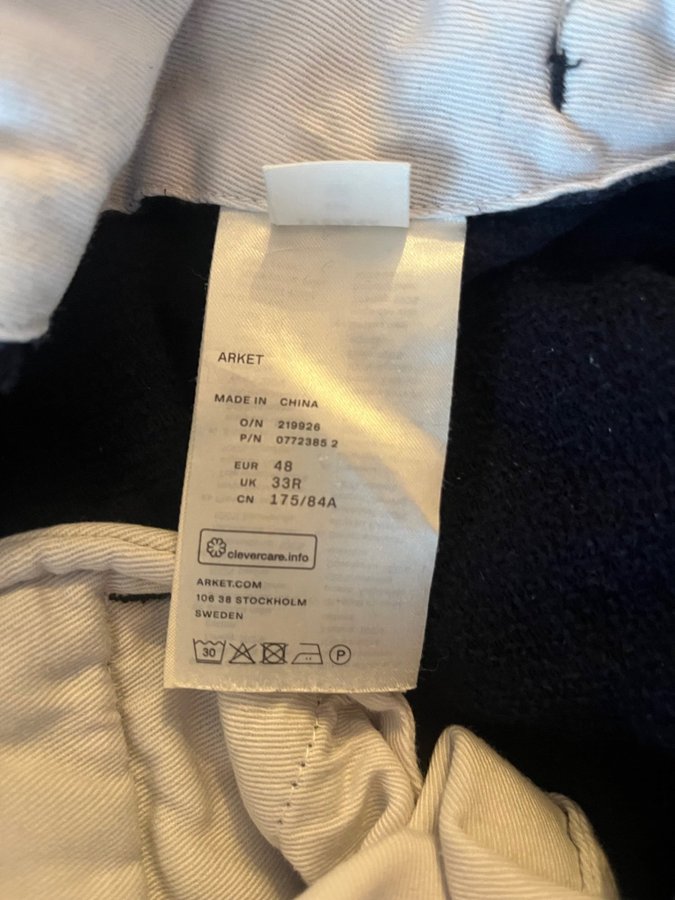 ARKET
MADE IN CHINA
O/N 219926
P/N 0772385 2
EUR 48
UK 33R
CN 175/84A
clevercare.info
ARKET.COM
106 38 STOCKHOLM
SWEDEN
30 P